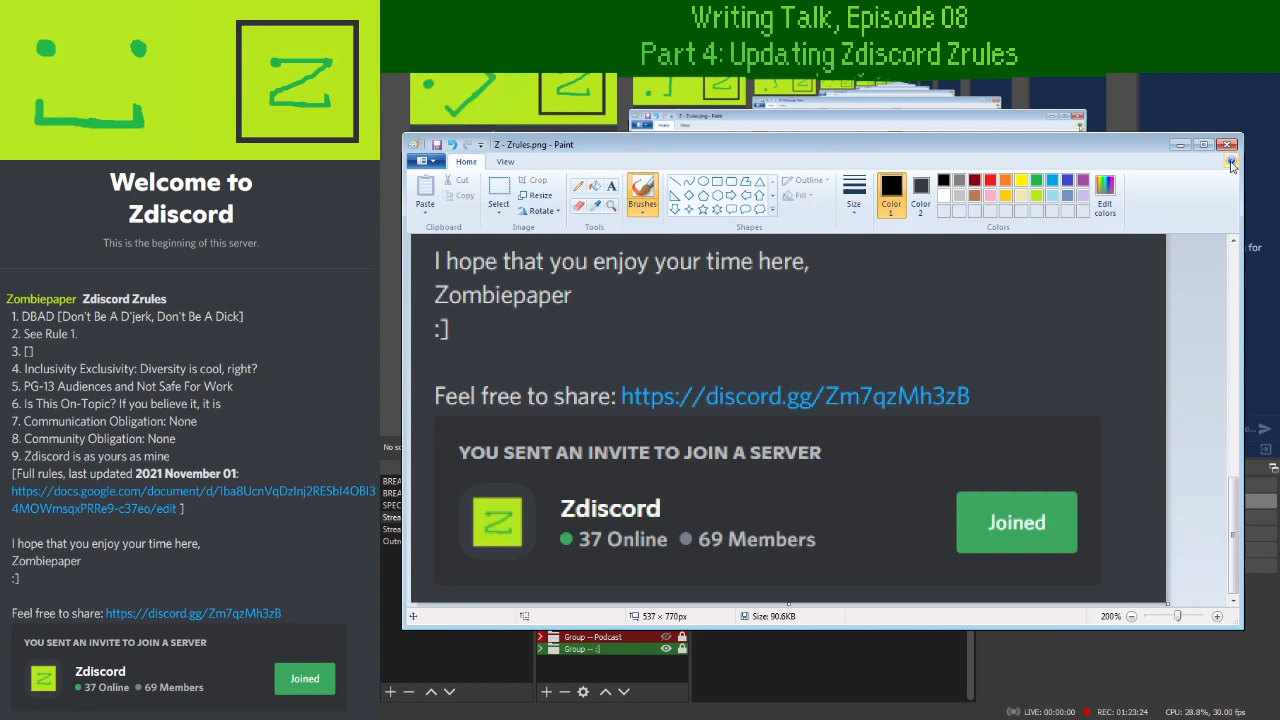 Writing Talk, Episode 08
Part 4: Updating Zdiscord Zrules
Z
Welcome to
Zdiscord
This is the beginning of this server.
Zombiepaper Zdiscord Zrules
1. DBAD [Don't Be A D'jerk, Don't Be A Dick]
2. See Rule 1.
3. []
4. Inclusivity Exclusivity: Diversity is cool, right?
5. PG-13 Audiences and Not Safe For Work
6. Is This On-Topic? If you believe it, it is
7. Communication Obligation: None
8. Community Obligation: None
9. Zdiscord is as yours as mine
[Full rules, last updated 2021 November 01:
https://docs.google.com/document/d/1ba8UcnVqDzInj2RESbI4OBI3
4MOWmsqxPRRe9-c37eo/edit ]
I hope that you enjoy your time here,
Zombiepaper
:]
Feel free to share: https://discord.gg/Zm7qzMh3zB
YOU SENT AN INVITE TO JOIN A SERVER
Zdiscord
37 Online 69 Members
Joined
Z - Zrules.png - Paint
Home View
Paste
Cut
Copy
Clipboard
Select
Crop
Resize
Rotate
Image
A
Tools
Brushes
Outline
Fill
Shapes
Size
Color
1
Color
2
Edit
colors
Colors
I hope that you enjoy your time here,
Zombiepaper
:]
Feel free to share: https://discord.gg/Zm7qzMh3zB
YOU SENT AN INVITE TO JOIN A SERVER
Zdiscord
37 Online 69 Members
Joined
537 × 770px
Size: 90.6KB
200%
for
No so
BREA
BREA
SPEC
Strea
Strea
Outro
Group -- Podcast
Group -- :]
LIVE: 00:00:00
REC: 01:23:24
CPU: 28.8%, 30.00 fps